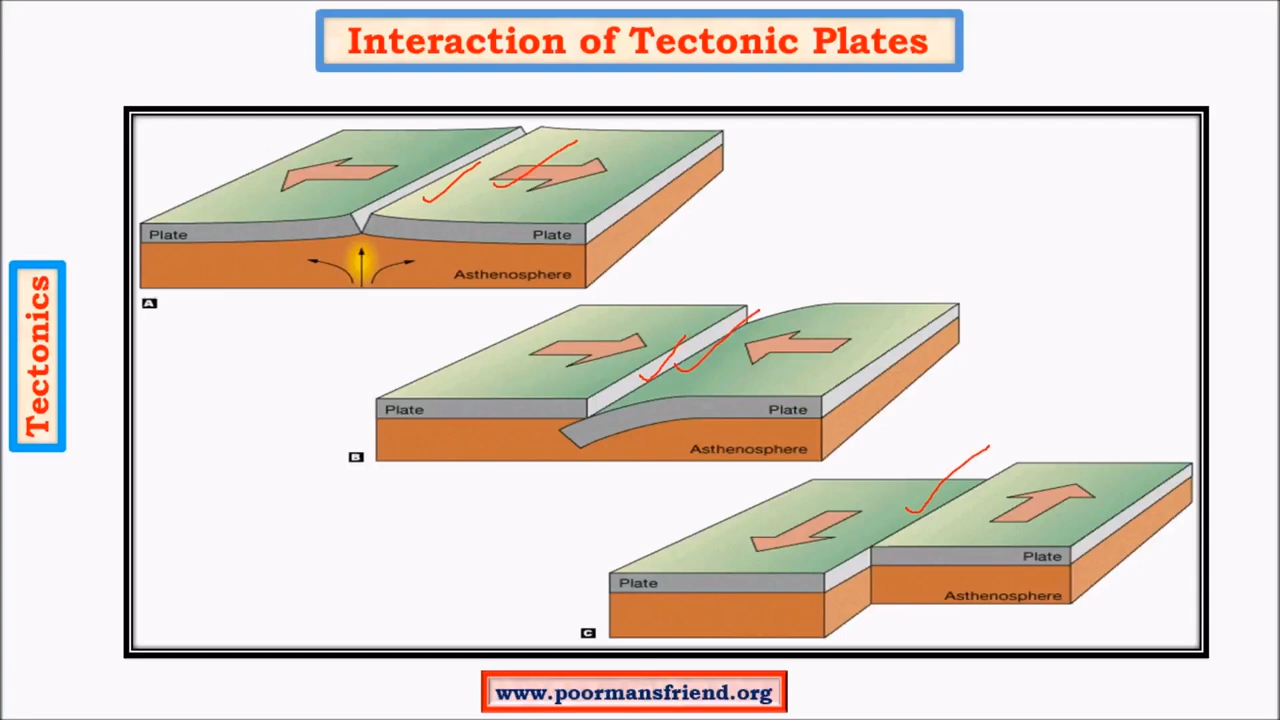 Interaction of Tectonic Plates
Tectonics
Plate
Plate
Asthenosphere
A
Plate
Plate
Asthenosphere
B
Plate
Plate
Asthenosphere
C
www.poormansfriend.org